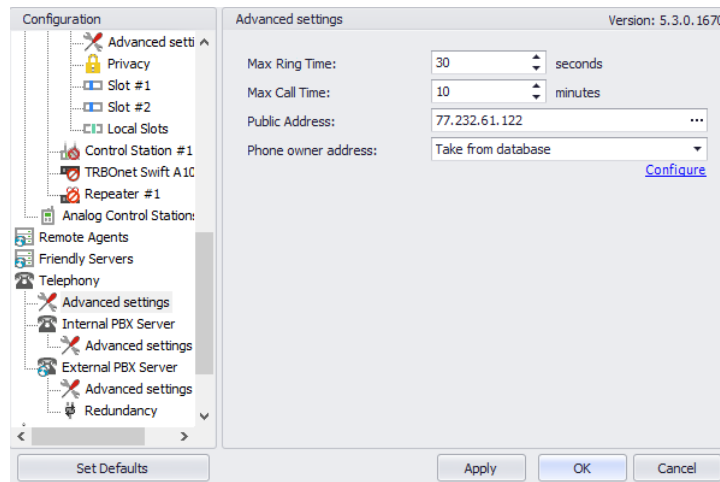 Configuration
Advanced setti
Privacy
Slot #1
Slot #2
Local Slots
Control Station #1
TRBOnet Swift A10
Repeater #1
Analog Control Station
Remote Agents
Friendly Servers
Telephony
Advanced settings
Internal PBX Server
Advanced settings
External PBX Server
Advanced settings
Redundancy
Set Defaults
Advanced settings Version: 5.3.0.1670
Max Ring Time: 30 seconds
Max Call Time: 10 minutes
Public Address: 77.232.61.122 ...
Phone owner address: Take from database
Configure
Apply OK Cancel